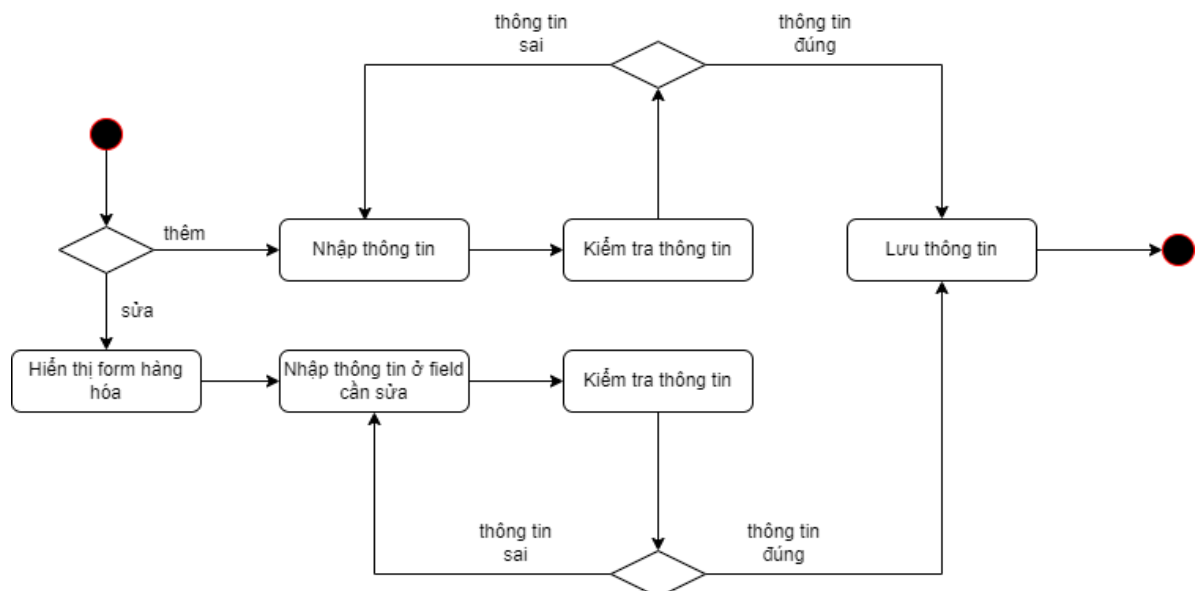 thông tin
sai
thông tin
đúng
thêm
Nhập thông tin
Kiểm tra thông tin
Lưu thông tin
sửa
Hiển thị form hàng
hóa
Nhập thông tin ở field
cần sửa
Kiểm tra thông tin
thông tin
sai
thông tin
đúng